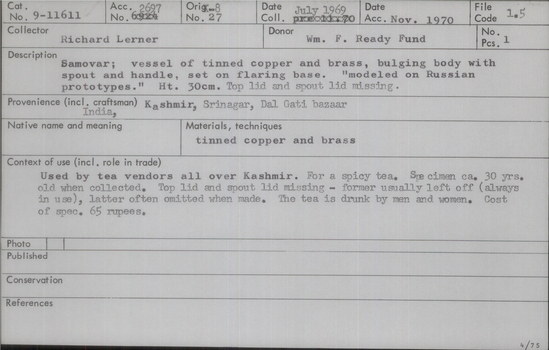 Cat. No. 9-11611 Acc. No. 2697 Orig. No. 8 27 Date Coll. July 1969 Date Acc. Nov. 1970 File Code 1.5
Collector Richard Lerner Donor Wm. F. Ready Fund No. Pcs. 1
Description
Samovar; vessel of tinned copper and brass, bulging body with
spout and handle, set on flaring base. "modeled on Russian
prototypes." Ht. 30cm. Top lid and spout lid missing.
Provenience (incl. craftsman) Kashmir, Srinagar, Dal Gati bazaar
India,
Native name and meaning Materials, techniques
tinned copper and brass
Context of use (incl. role in trade)
Used by tea vendors all over Kashmir. For a spicy tea. Specimen ca. 30 yrs.
old when collected. Top lid and spout lid missing - former usually left off (always
in use), latter often omitted when made. The tea is drunk by men and women. Cost
of spec. 65 rupees.
Photo
Published
Conservation
References
4/75